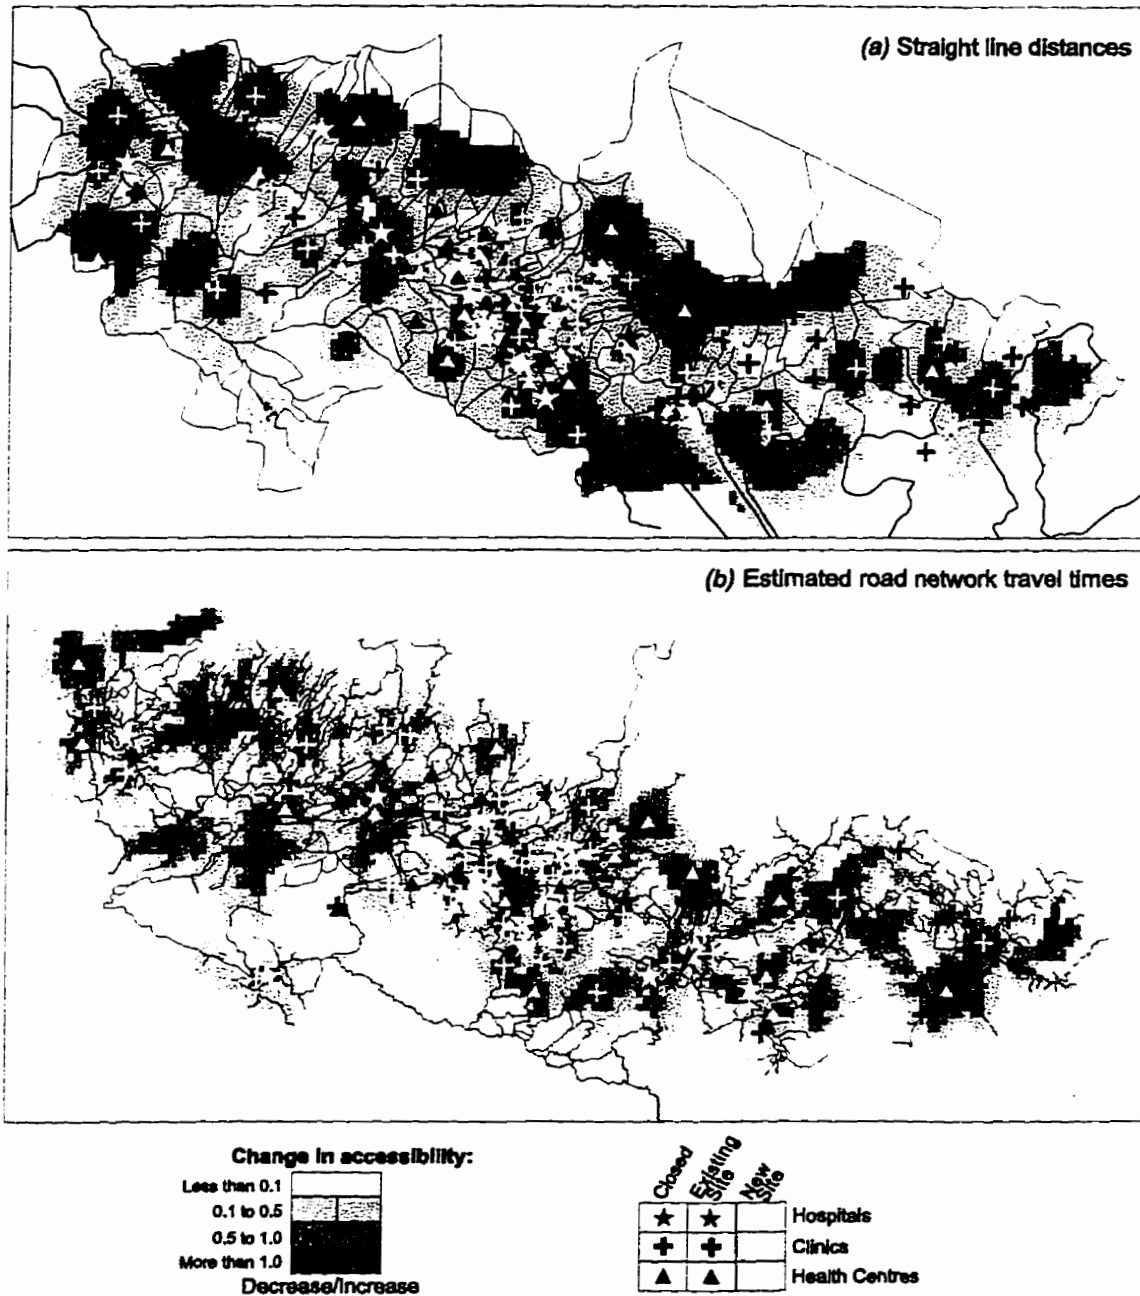 (a) Straight line distances
(b) Estimated road network travel times
Change in accessibility:
Less than 0.1
0.1 to 0.5
0.5 to 1.0
More than 1.0
Decrease/Increase
Closed
Existing Site
New Site
Hospitals
Clinics
Health Centres